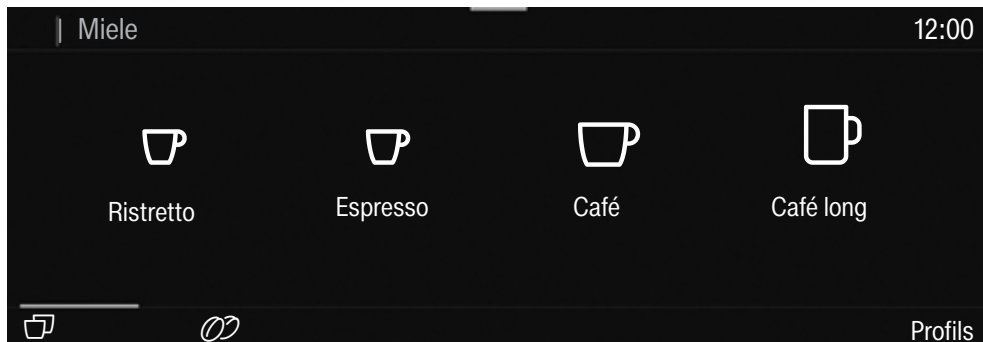 | Miele
12:00
Ristretto
Espresso
Café
Café long
Profils